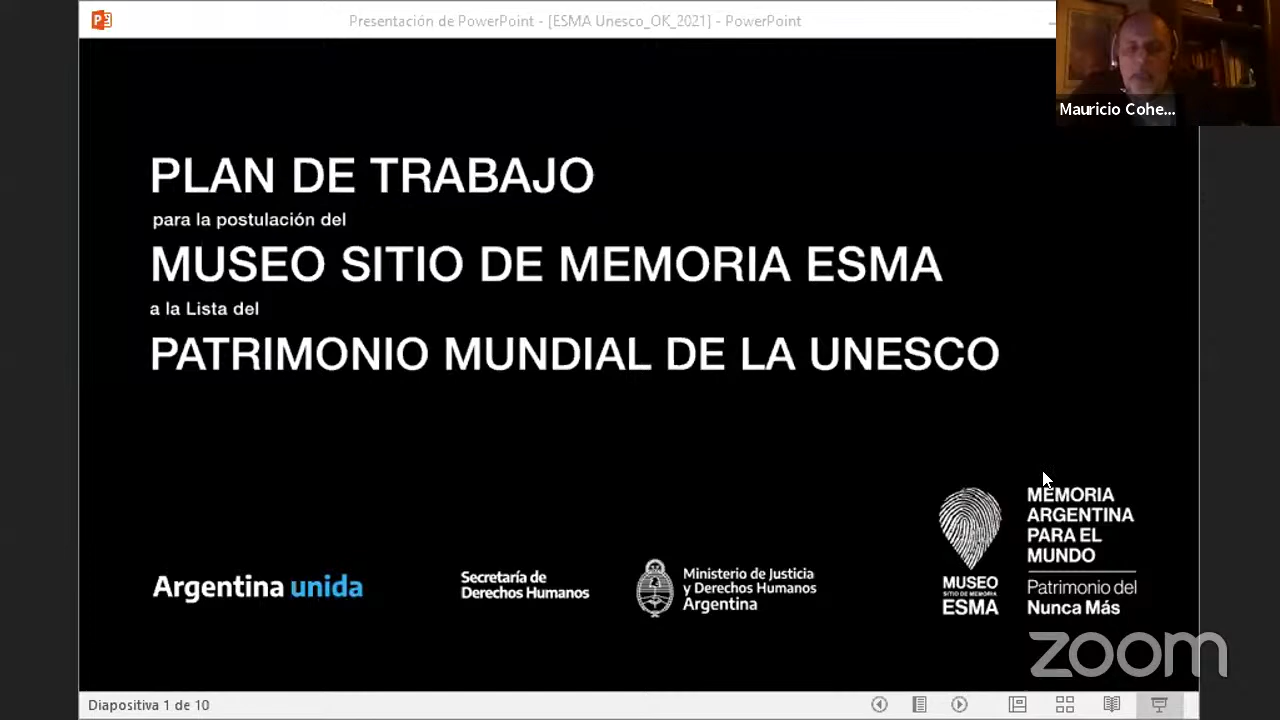 Presentación de PowerPoint - [ESMA Unesco_OK_2021] - PowerPoint
Mauricio Cohe...
PLAN DE TRABAJO
para la postulación del
MUSEO SITIO DE MEMORIA ESMA
a la Lista del
PATRIMONIO MUNDIAL DE LA UNESCO
Argentina unida
Secretaría de
Derechos Humanos
Ministerio de Justicia
y Derechos Humanos
Argentina
MUSEO
SITIO DE MEMORIA
ESMA
MEMORIA
ARGENTINA
PARA EL
MUNDO
Patrimonio del
Nunca Más
zoom
Diapositiva 1 de 10